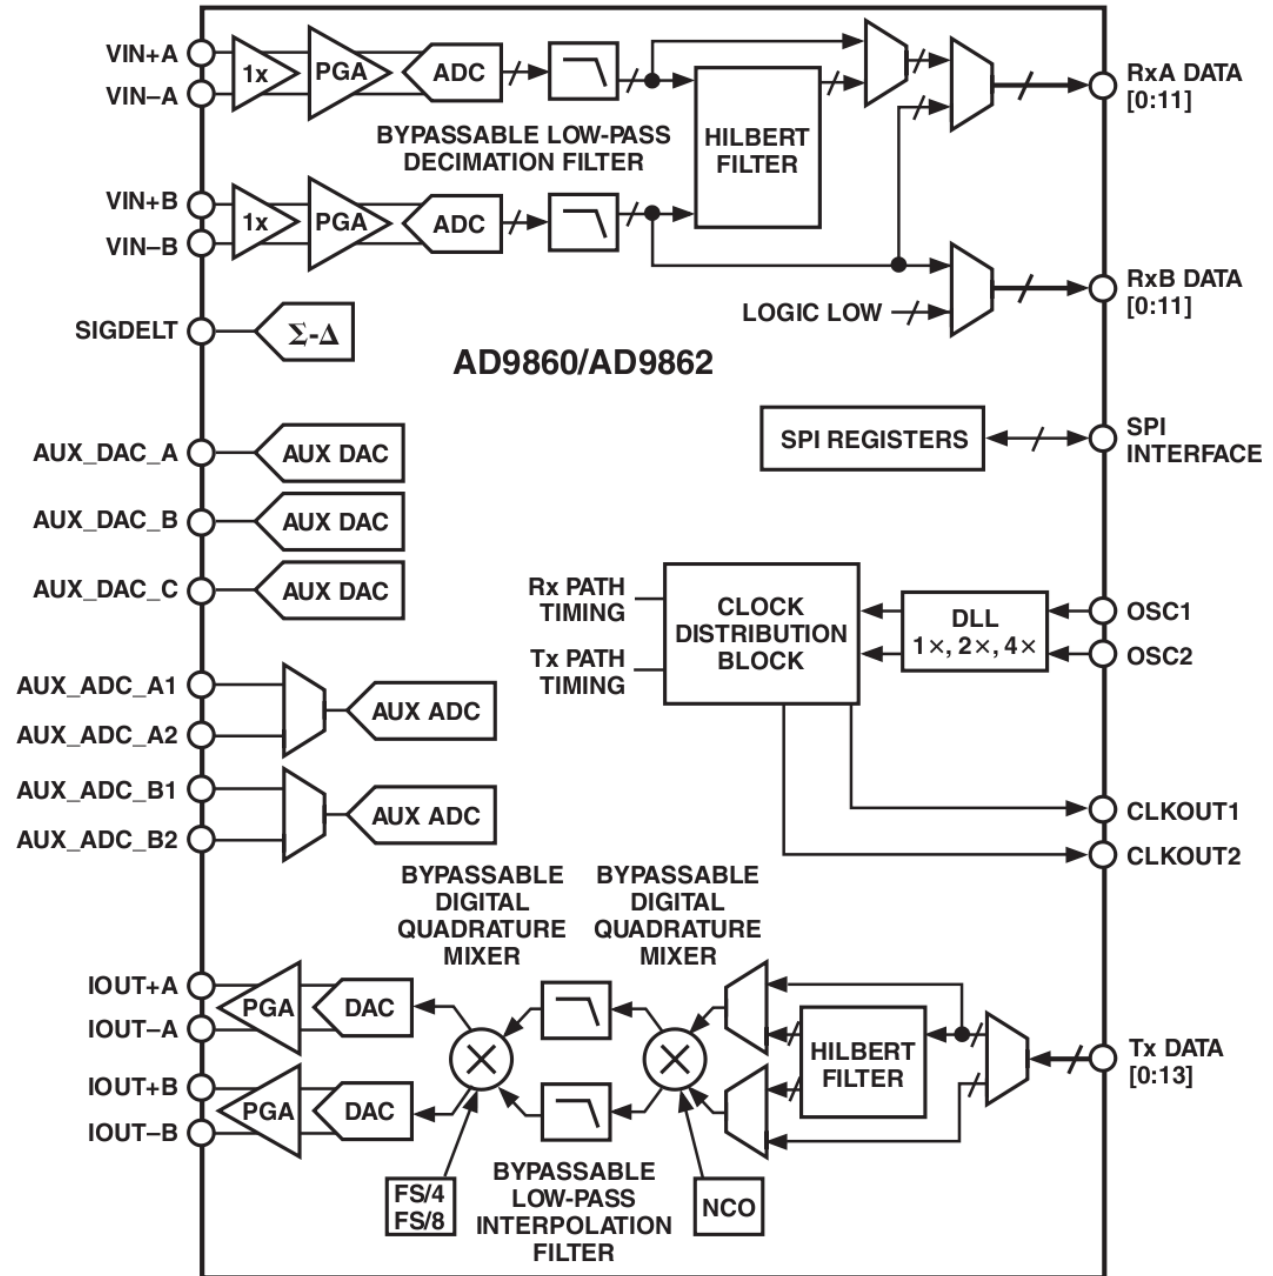 VIN+A
VIN–A
1x
PGA
ADC
BYPASSABLE LOW-PASS
DECIMATION FILTER
HILBERT
FILTER
RxA DATA
[0:11]
VIN+B
VIN–B
1x
PGA
ADC
LOGIC LOW
RxB DATA
[0:11]
SIGDELT
Σ-Δ
AD9860/AD9862
AUX_DAC_A
AUX DAC
SPI REGISTERS
SPI
INTERFACE
AUX_DAC_B
AUX DAC
AUX_DAC_C
AUX DAC
Rx PATH
TIMING
Tx PATH
TIMING
CLOCK
DISTRIBUTION
BLOCK
DLL
1×, 2×, 4×
OSC1
OSC2
AUX_ADC_A1
AUX_ADC_A2
AUX ADC
AUX_ADC_B1
AUX_ADC_B2
AUX ADC
CLKOUT1
CLKOUT2
BYPASSABLE
DIGITAL
QUADRATURE
MIXER
BYPASSABLE
DIGITAL
QUADRATURE
MIXER
IOUT+A
IOUT–A
PGA
DAC
IOUT+B
IOUT–B
PGA
DAC
HILBERT
FILTER
Tx DATA
[0:13]
FS/4
FS/8
BYPASSABLE
LOW-PASS
INTERPOLATION
FILTER
NCO